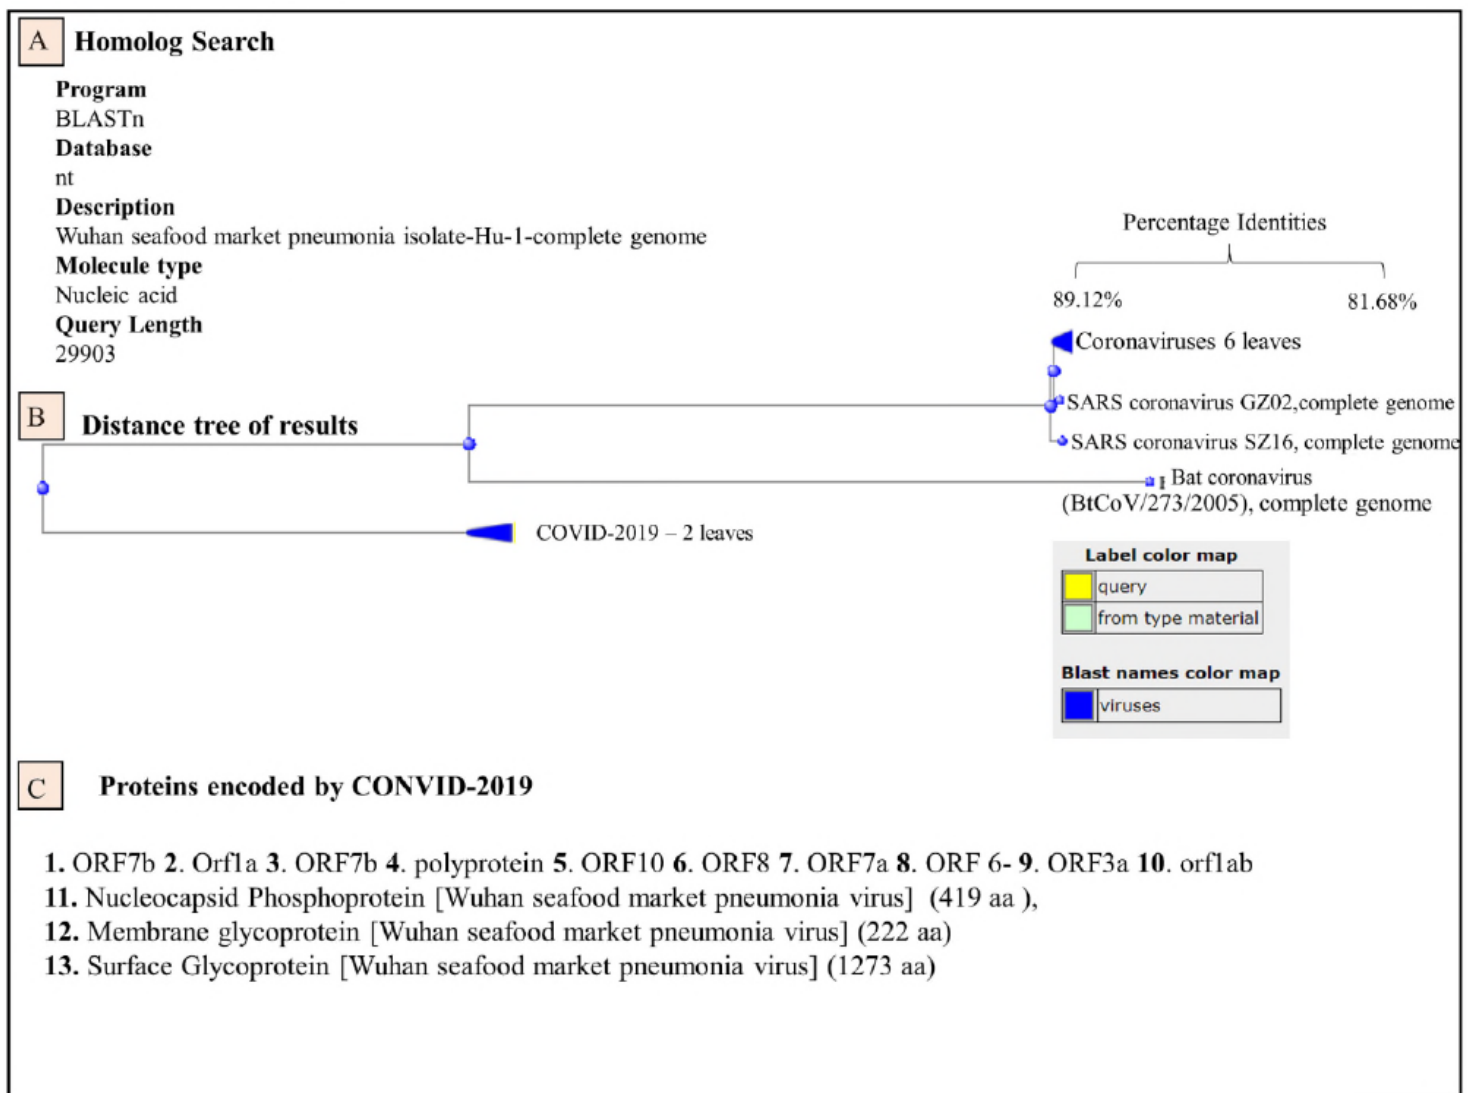 A Homolog Search
Program
BLASTn
Database
nt
Description
Wuhan seafood market pneumonia isolate-Hu-1-complete genome
Molecule type
Nucleic acid
Query Length
29903
Percentage Identities
89.12% 81.68%
Coronaviruses 6 leaves
B Distance tree of results
SARS coronavirus GZ02,complete genome
SARS coronavirus SZ16, complete genome
Bat coronavirus
(BtCoV/273/2005), complete genome
COVID-2019 – 2 leaves
Label color map
query
from type material
Blast names color map
viruses
C Proteins encoded by CONVID-2019
1. ORF7b 2. Orf1a 3. ORF7b 4. polyprotein 5. ORF10 6. ORF8 7. ORF7a 8. ORF 6- 9. ORF3a 10. orf1ab
11. Nucleocapsid Phosphoprotein [Wuhan seafood market pneumonia virus] (419 aa ),
12. Membrane glycoprotein [Wuhan seafood market pneumonia virus] (222 aa)
13. Surface Glycoprotein [Wuhan seafood market pneumonia virus] (1273 aa)